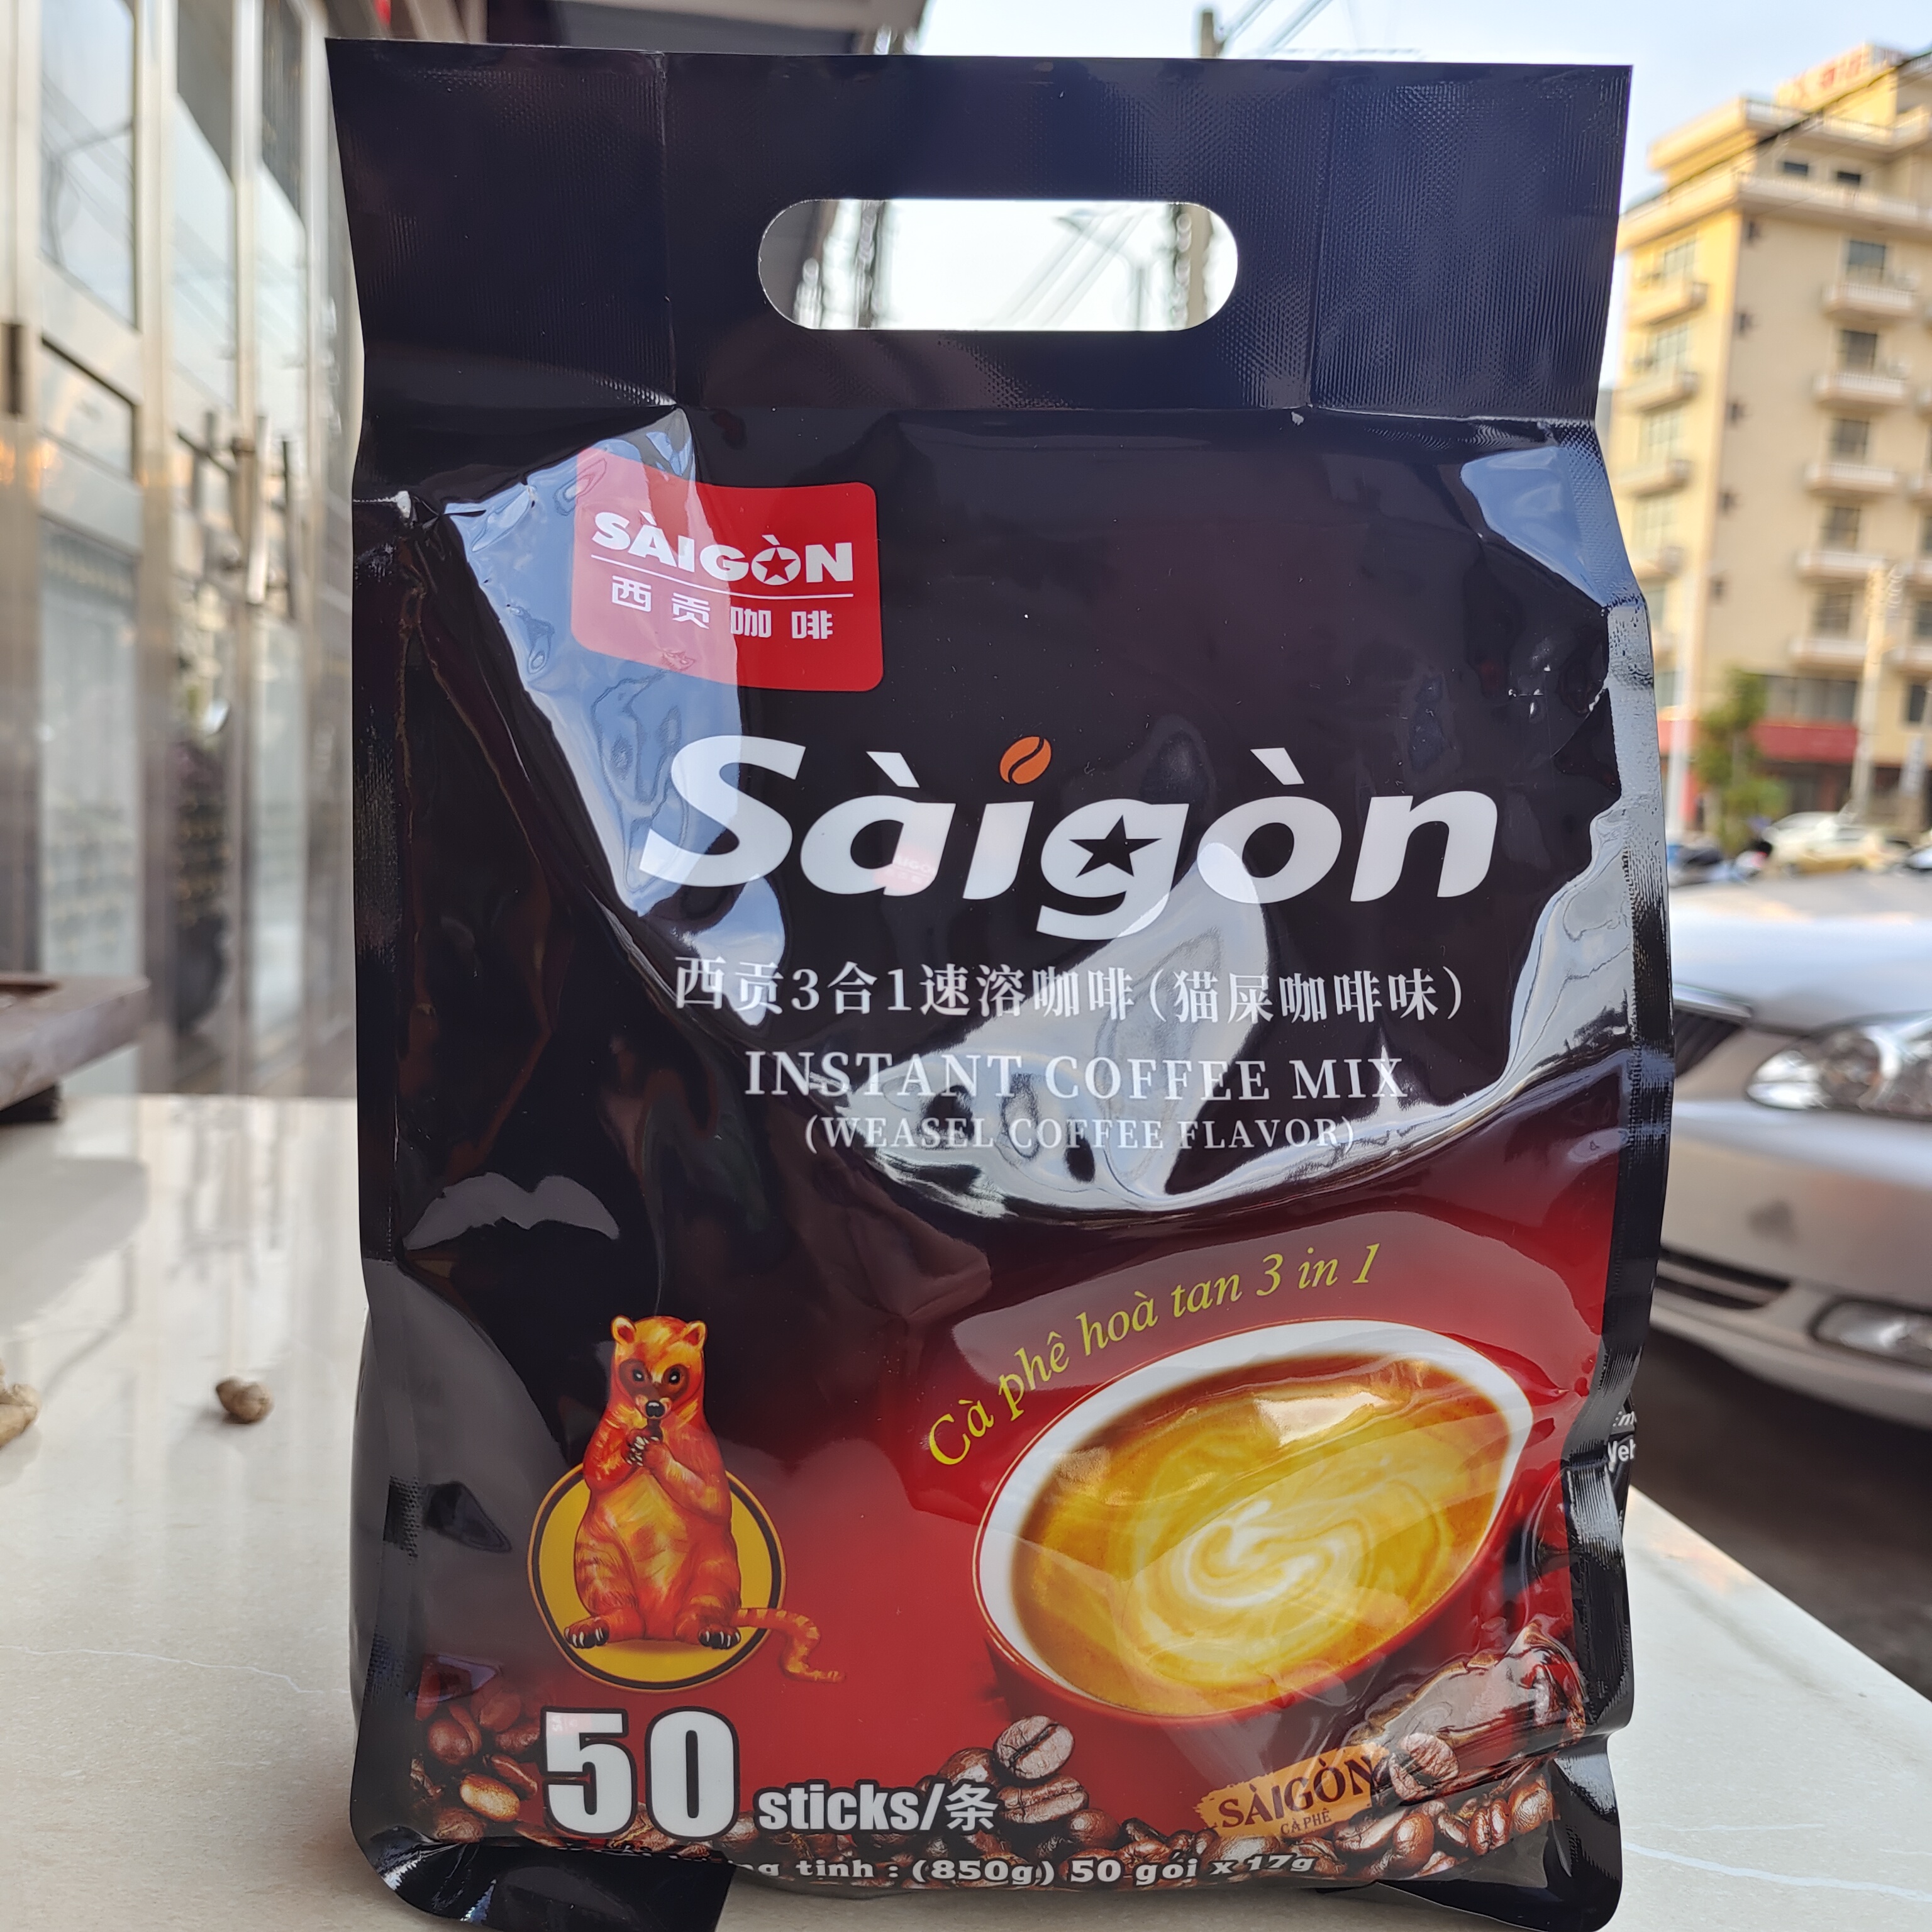 SÀIGÒN
西贡咖啡
Sàigòn
西贡3合1速溶咖啡(猫屎咖啡味)
INSTANT COFFEE MIX
(WEASEL COFFEE FLAVOR)
Cà phê hoà tan 3 in 1
50 sticks/条
SÀIGÒN
CÀ PHÊ
tịnh : (850g) 50 gói x 17g